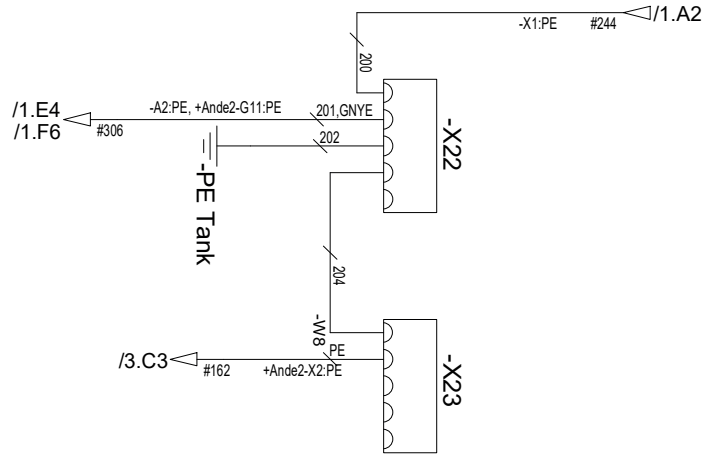 /1.A2
-X1:PE
#244
200
/1.E4
/1.F6
-A2:PE, +Ande2-G11:PE
201,GNYE
#306
202
-X22
-PE Tank
204
-W8
PE
/3.C3
#162
+Ande2-X2:PE
-X23